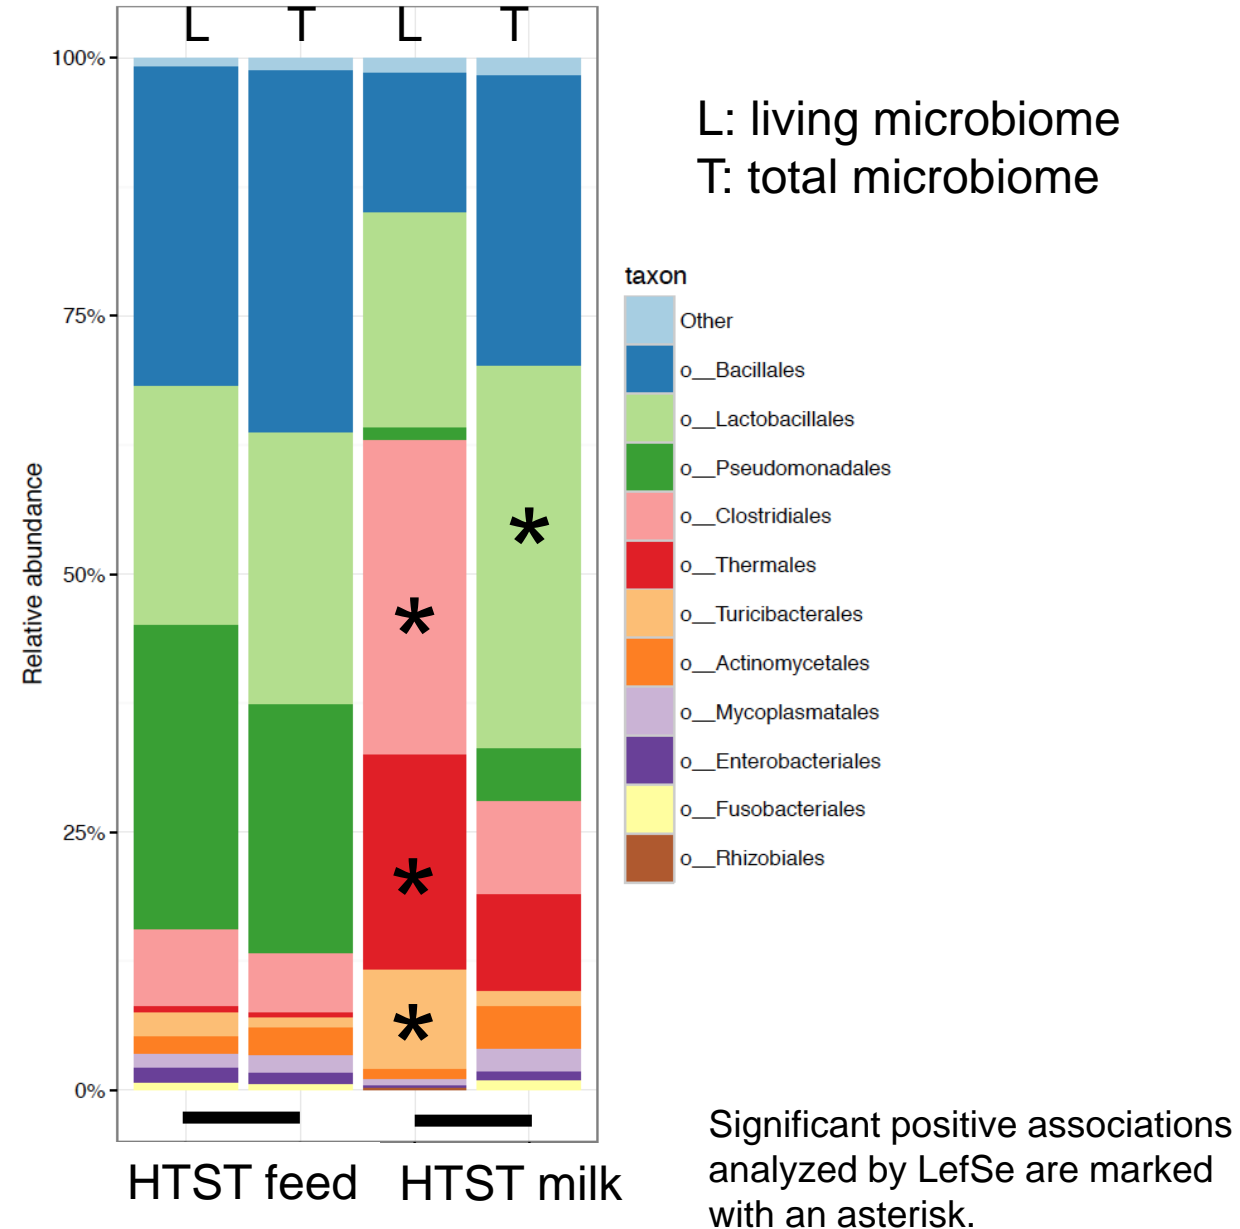 L T L T
100%
75%
50%
25%
0%
Relative abundance
HTST feed HTST milk
L: living microbiome
T: total microbiome
taxon
Other
o__Bacillales
o__Lactobacillales
o__Pseudomonadales
o__Clostridiales
o__Thermales
o__Turicibacterales
o__Actinomycetales
o__Mycoplasmatales
o__Enterobacteriales
o__Fusobacteriales
o__Rhizobiales
*
*
*
*
Significant positive associations
analyzed by LefSe are marked
with an asterisk.